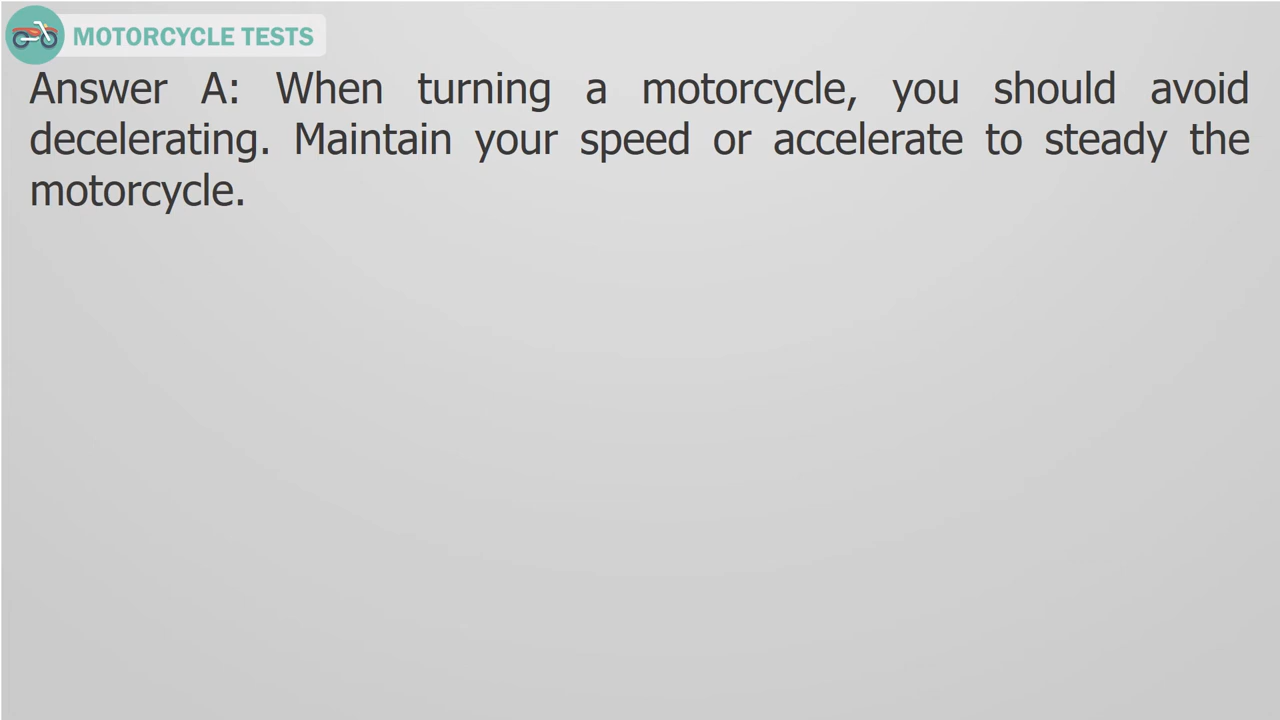 MOTORCYCLE TESTS
Answer A: When turning a motorcycle, you should avoid
decelerating. Maintain your speed or accelerate to steady the
motorcycle.